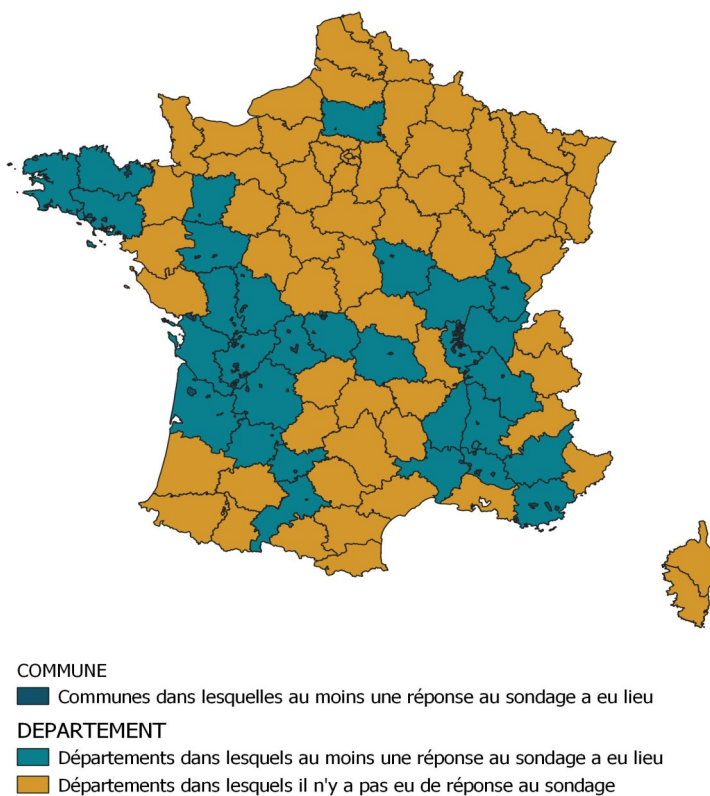 COMMUNE
Communes dans lesquelles au moins une réponse au sondage a eu lieu
DEPARTEMENT
Départements dans lesquels au moins une réponse au sondage a eu lieu
Départements dans lesquels il n'y a pas eu de réponse au sondage